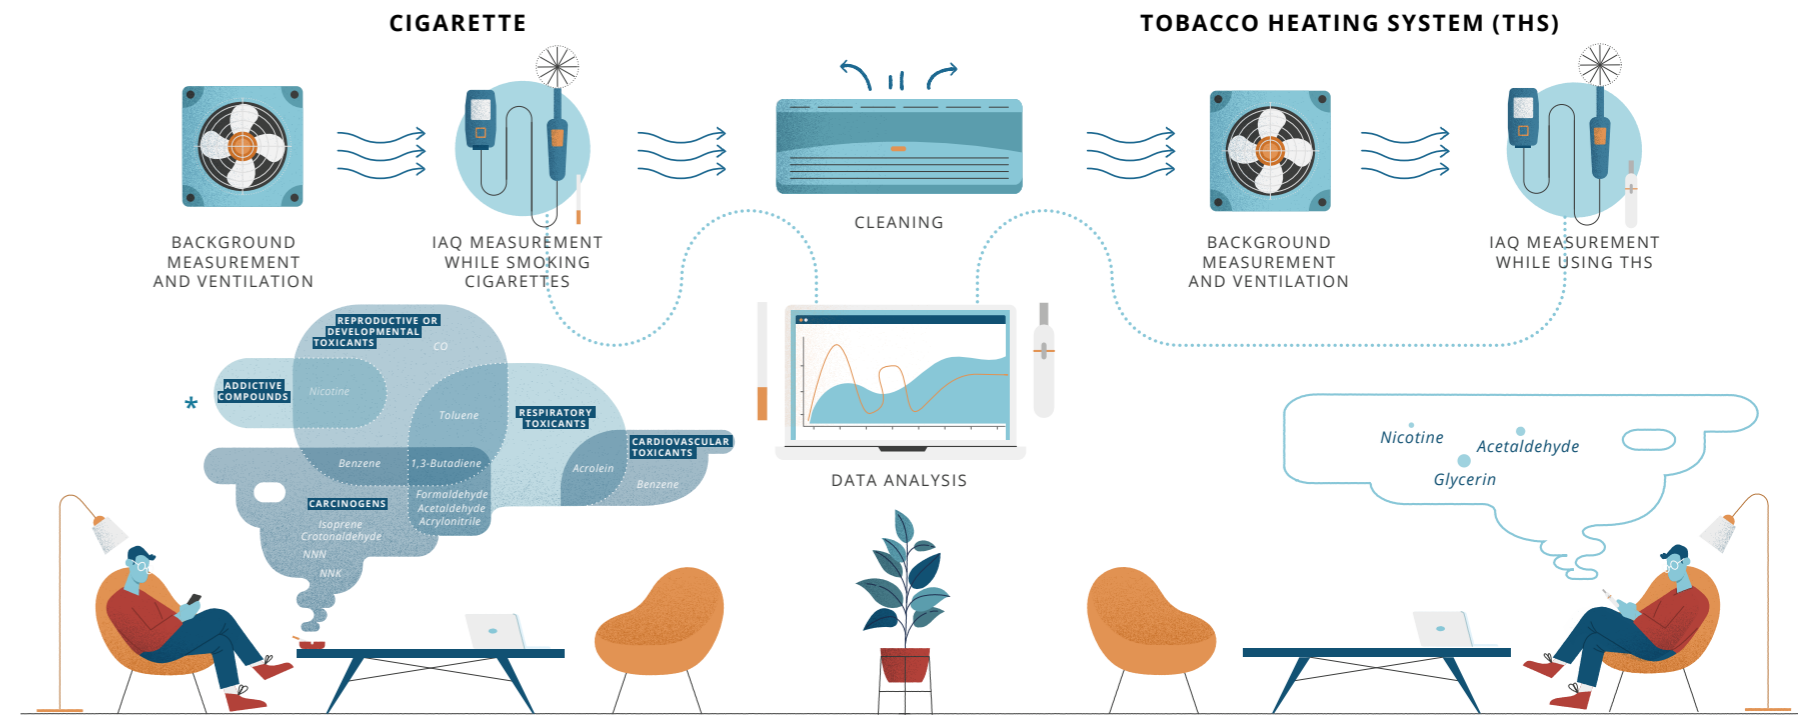 CIGARETTE
TOBACCO HEATING SYSTEM (THS)
BACKGROUND
MEASUREMENT
AND VENTILATION
IAQ MEASUREMENT
WHILE SMOKING
CIGARETTES
CLEANING
BACKGROUND
MEASUREMENT
AND VENTILATION
IAQ MEASUREMENT
WHILE USING THS
REPRODUCTIVE OR
DEVELOPMENTAL
TOXICANTS
CO
ADDICTIVE
COMPOUNDS
Nicotine
*
Toluene
RESPIRATORY
TOXICANTS
CARDIOVASCULAR
TOXICANTS
Benzene
1,3-Butadiene
Acrolein
Benzene
Formaldehyde
Acetaldehyde
Acrylonitrile
CARCINOGENS
Isoprene
Crotonaldehyde
NNN
NNK
DATA ANALYSIS
Nicotine
Acetaldehyde
Glycerin